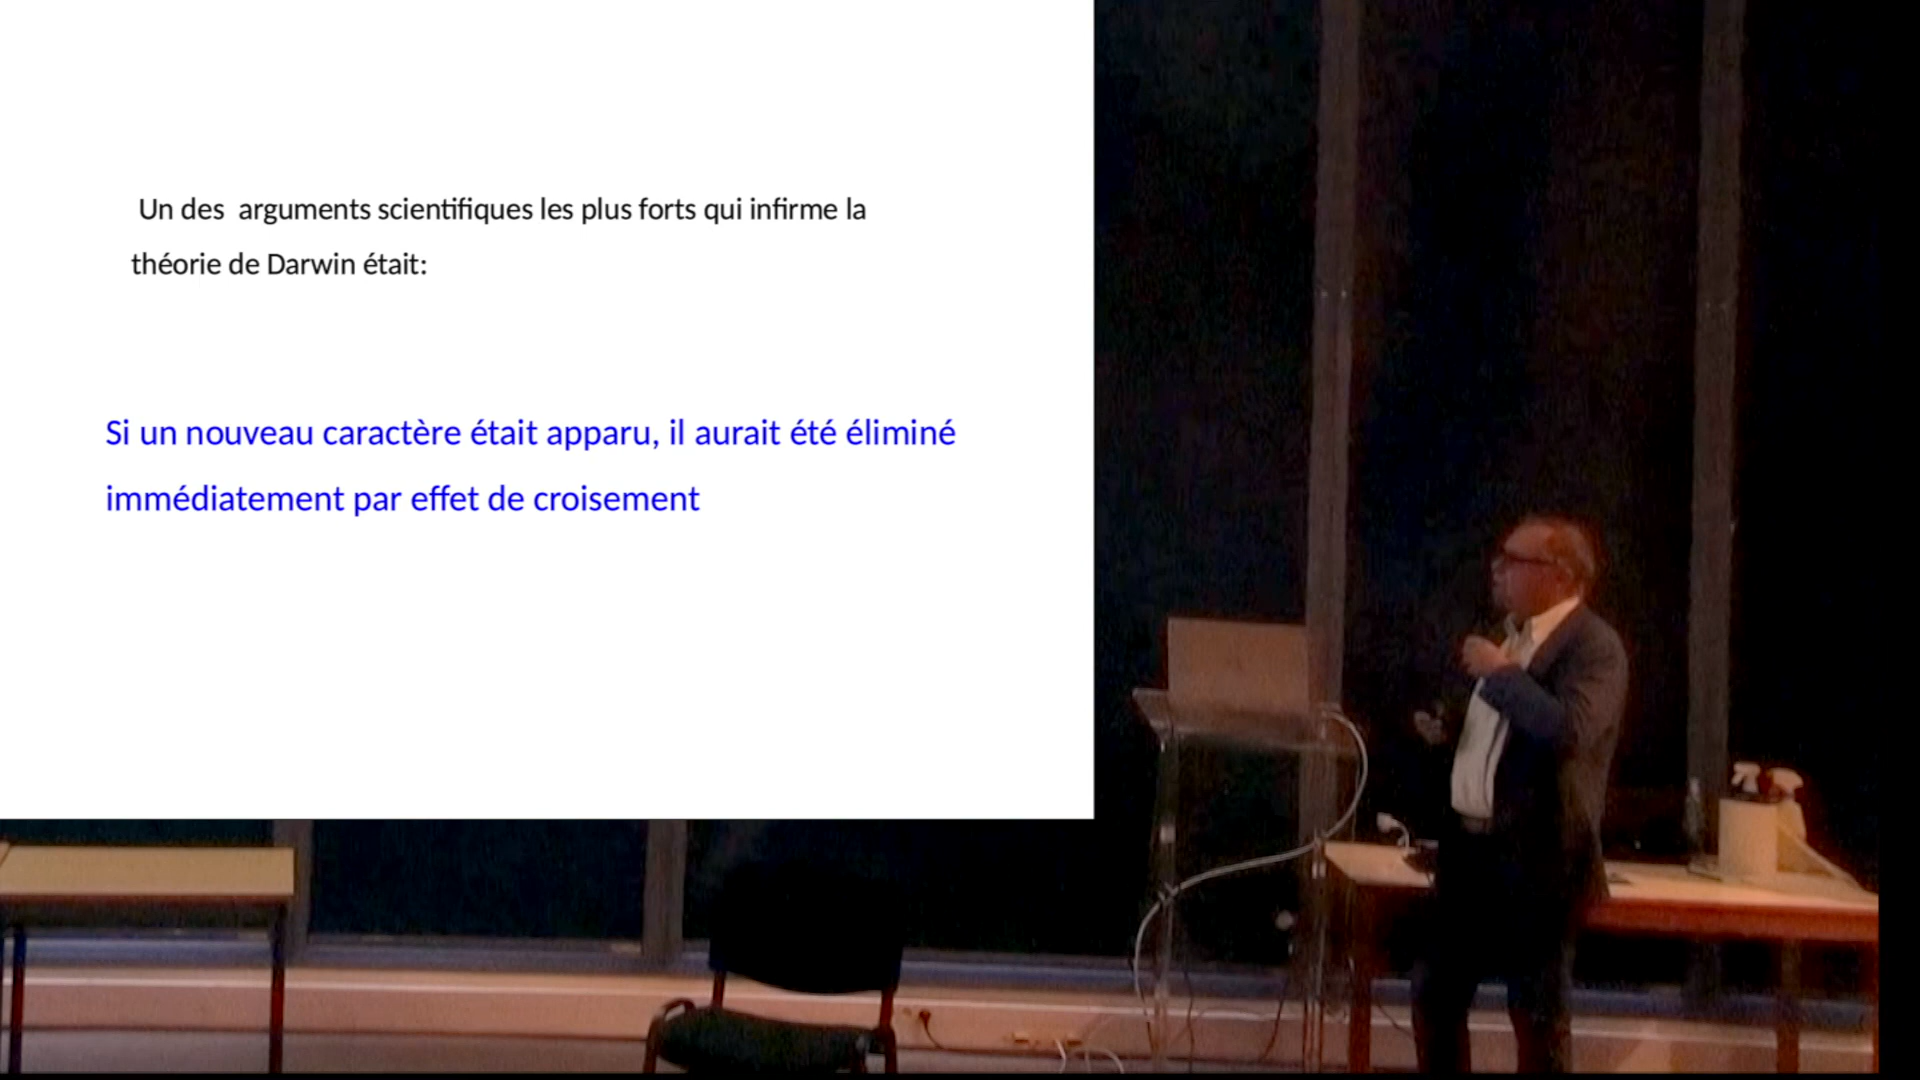 Un des  arguments scientifiques les plus forts qui infirme la
théorie de Darwin était:
Si un nouveau caractère était apparu, il aurait été éliminé
immédiatement par effet de croisement